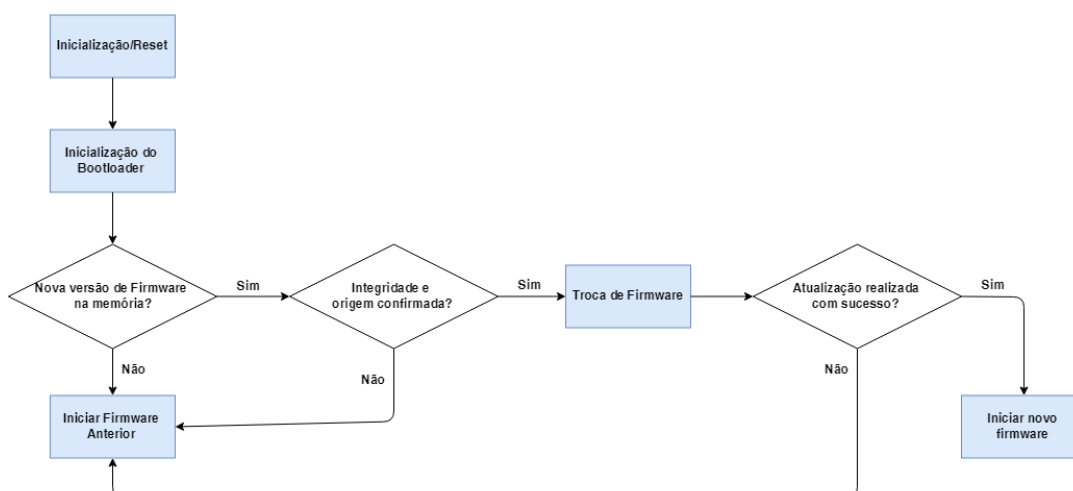 Inicialização/Reset
Inicialização do
Bootloader
Nova versão de Firmware
na memória?
Sim
Integridade e
origem confirmada?
Sim
Troca de Firmware
Atualização realizada
com sucesso?
Sim
Não
Não
Não
Iniciar Firmware
Anterior
Iniciar novo
firmware